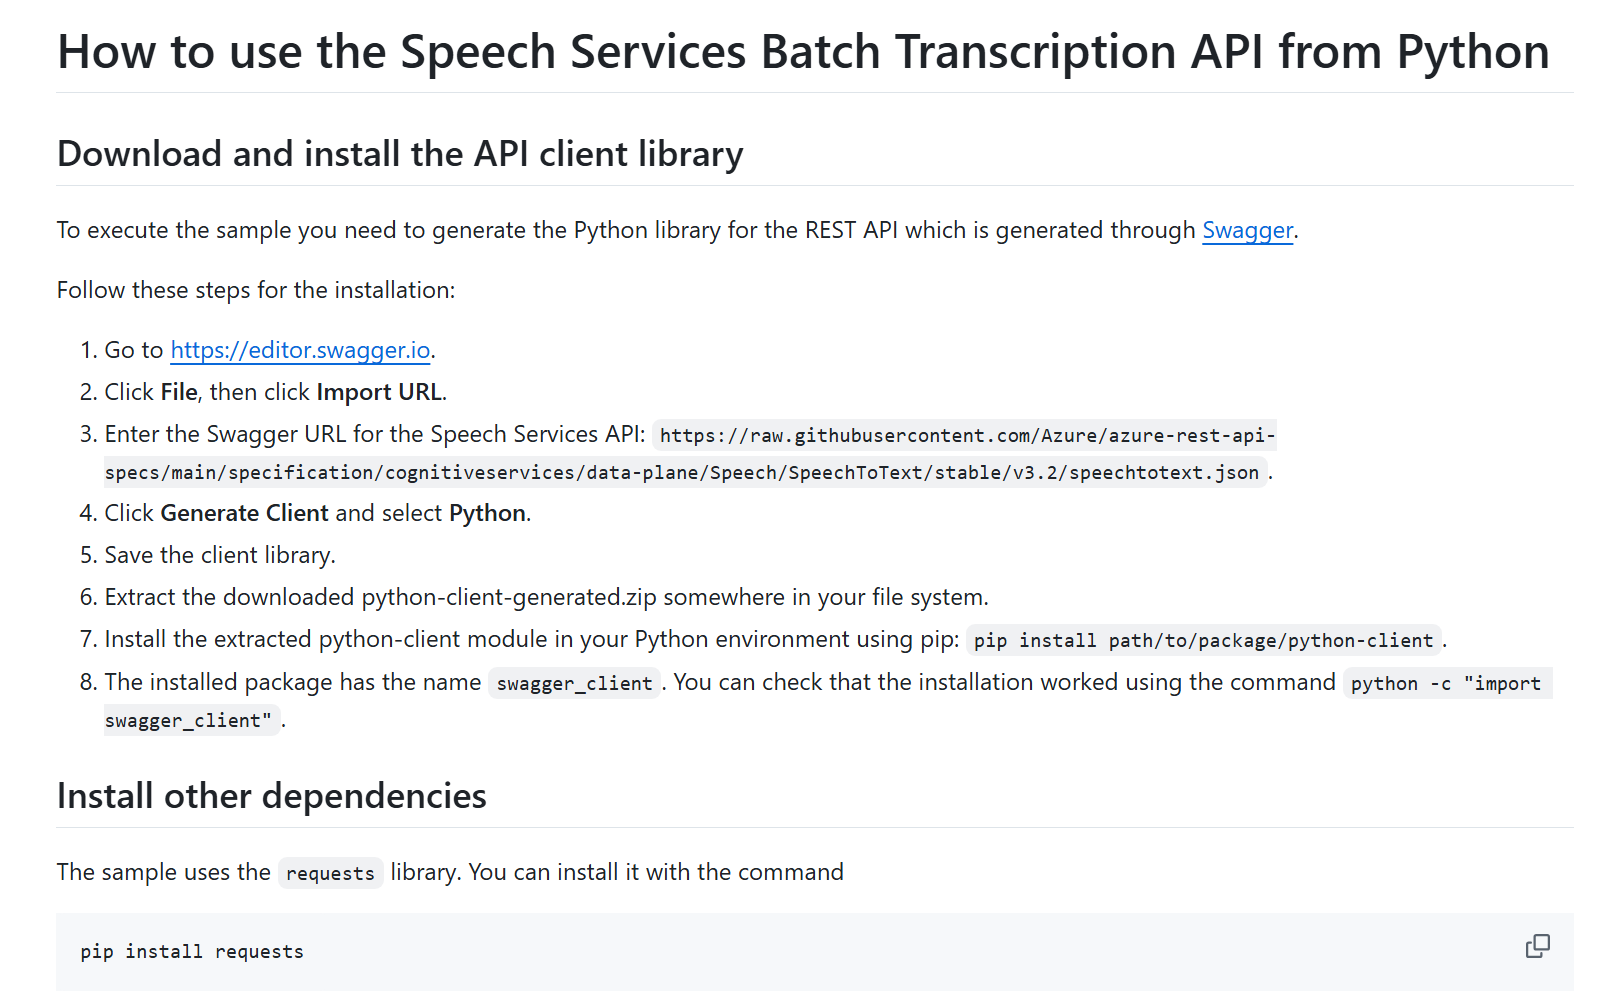 How to use the Speech Services Batch Transcription API from Python
Download and install the API client library
To execute the sample you need to generate the Python library for the REST API which is generated through Swagger.
Follow these steps for the installation:
1. Go to https://editor.swagger.io.
2. Click File, then click Import URL.
3. Enter the Swagger URL for the Speech Services API: https://raw.githubusercontent.com/Azure/azure-rest-api-
specs/main/specification/cognitiveservices/data-plane/Speech/SpeechToText/stable/v3.2/speechtotext.json.
4. Click Generate Client and select Python.
5. Save the client library.
6. Extract the downloaded python-client-generated.zip somewhere in your file system.
7. Install the extracted python-client module in your Python environment using pip: pip install path/to/package/python-client.
8. The installed package has the name swagger_client. You can check that the installation worked using the command python -c "import
swagger_client".
Install other dependencies
The sample uses the requests library. You can install it with the command
pip install requests